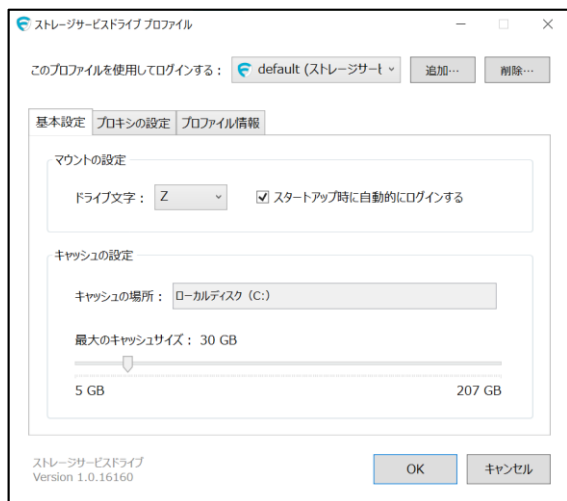 ストレージサービスドライブ プロファイル
このプロファイルを使用してログインする： default (ストレージサー 追加… 削除…
基本設定 プロキシの設定 プロファイル情報
マウントの設定
ドライブ文字： Z スタートアップ時に自動的にログインする
キャッシュの設定
キャッシュの場所： ローカルディスク (C:)
最大のキャッシュサイズ： 30 GB
5 GB 207 GB
ストレージサービスドライブ
Version 1.0.16160
OK キャンセル